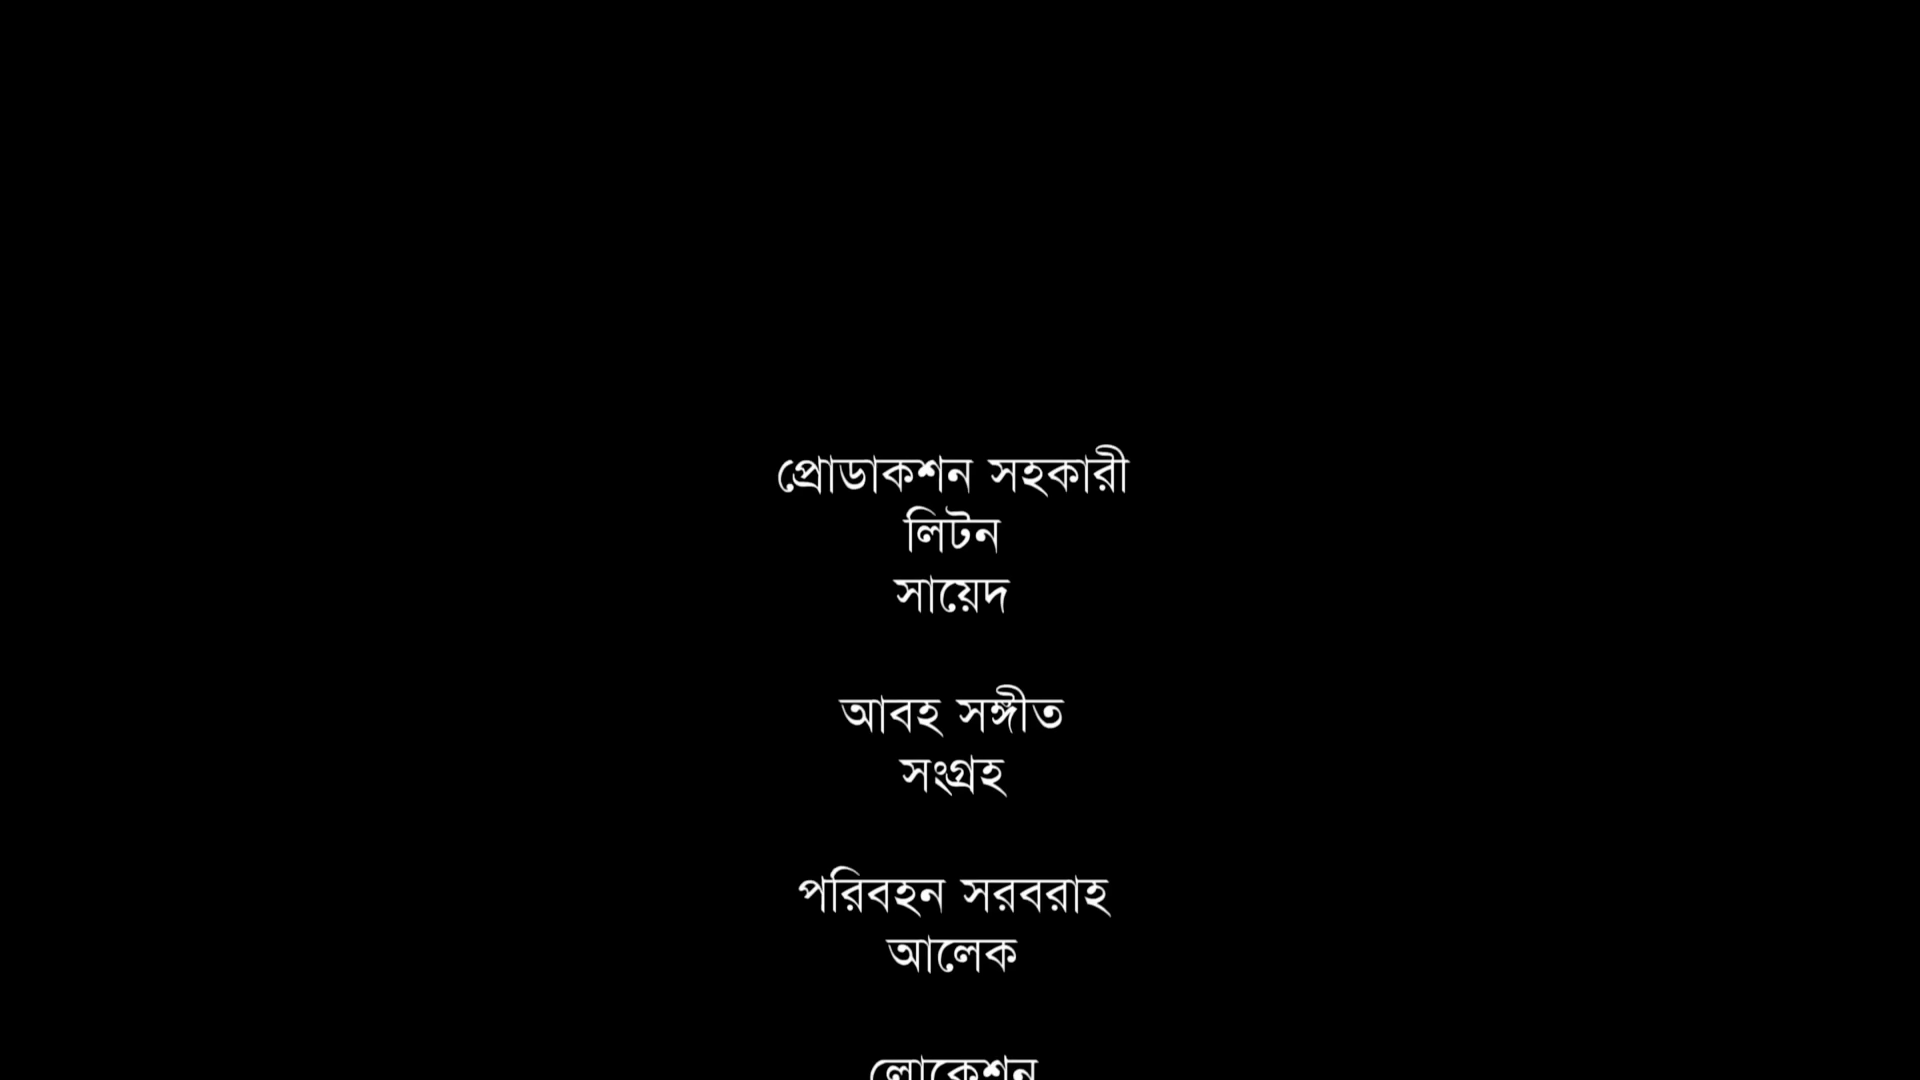 প্রোডাকশন সহকারী
লিটন
সায়েদ
আবহ সঙ্গীত
সংগ্রহ
পরিবহন সরবরাহ
আলেক
লোকেশন